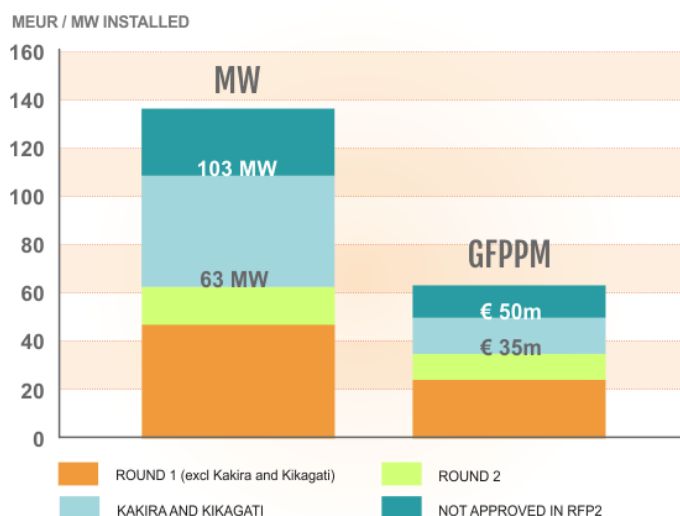 MEUR / MW INSTALLED
160
140
120
100
80
60
40
20
0
MW
103 MW
63 MW
GFPPM
€ 50m
€ 35m
ROUND 1 (excl Kakira and Kikagati)
ROUND 2
KAKIRA AND KIKAGATI
NOT APPROVED IN RFP2